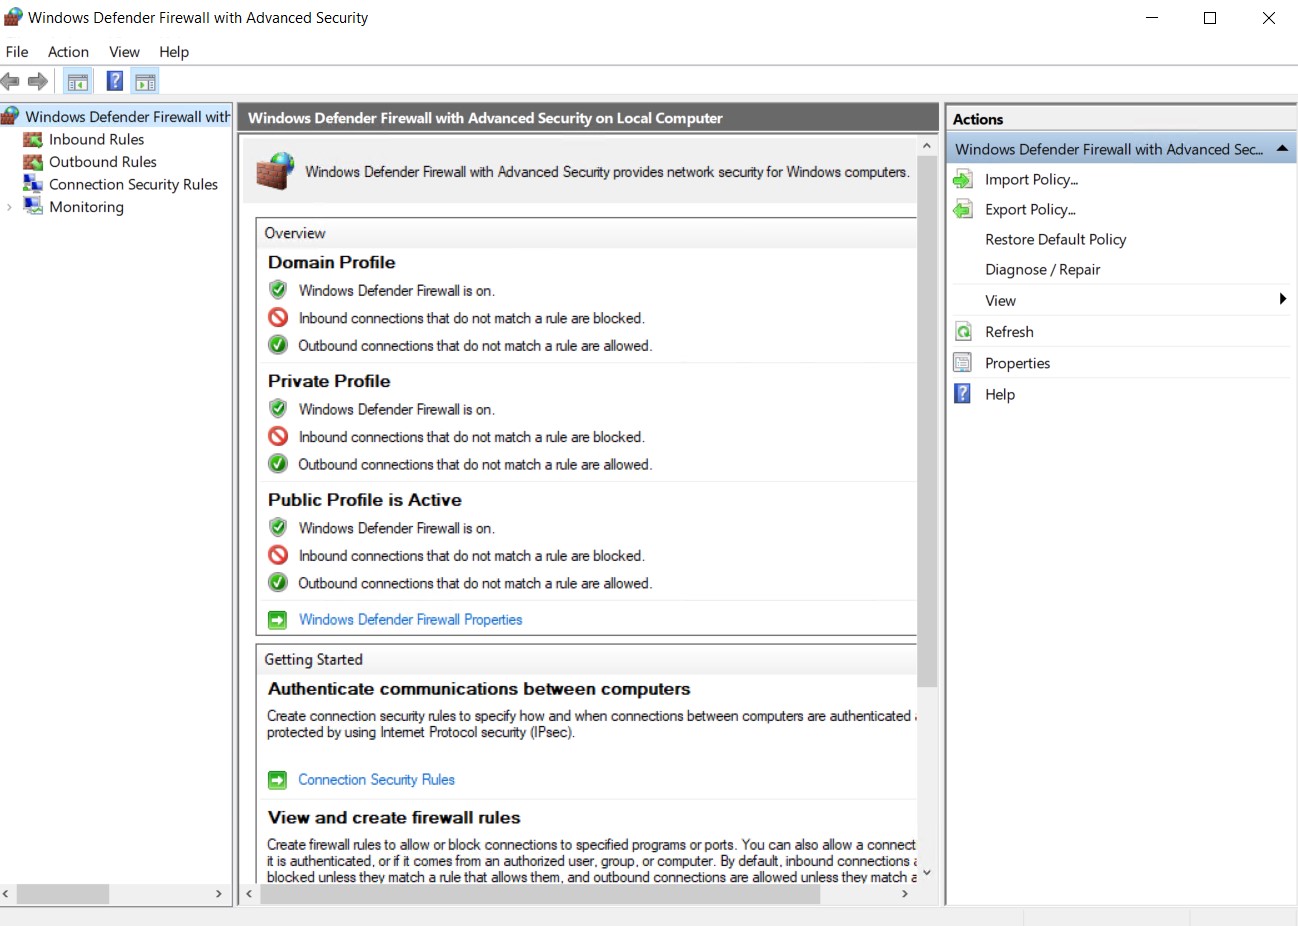 Windows Defender Firewall with Advanced Security
File Action View Help
Windows Defender Firewall with
Inbound Rules
Outbound Rules
Connection Security Rules
Monitoring
Windows Defender Firewall with Advanced Security on Local Computer
Windows Defender Firewall with Advanced Security provides network security for Windows computers.
Overview
Domain Profile
Windows Defender Firewall is on.
Inbound connections that do not match a rule are blocked.
Outbound connections that do not match a rule are allowed.
Private Profile
Windows Defender Firewall is on.
Inbound connections that do not match a rule are blocked.
Outbound connections that do not match a rule are allowed.
Public Profile is Active
Windows Defender Firewall is on.
Inbound connections that do not match a rule are blocked.
Outbound connections that do not match a rule are allowed.
Windows Defender Firewall Properties
Getting Started
Authenticate communications between computers
Create connection security rules to specify how and when connections between computers are authenticated
protected by using Internet Protocol security (IPsec).
Connection Security Rules
View and create firewall rules
Create firewall rules to allow or block connections to specified programs or ports. You can also allow a connect
it is authenticated, or if it comes from an authorized user, group, or computer. By default, inbound connections
blocked unless they match a rule that allows them, and outbound connections are allowed unless they match a
Actions
Windows Defender Firewall with Advanced Sec...
Import Policy...
Export Policy...
Restore Default Policy
Diagnose / Repair
View
Refresh
Properties
Help